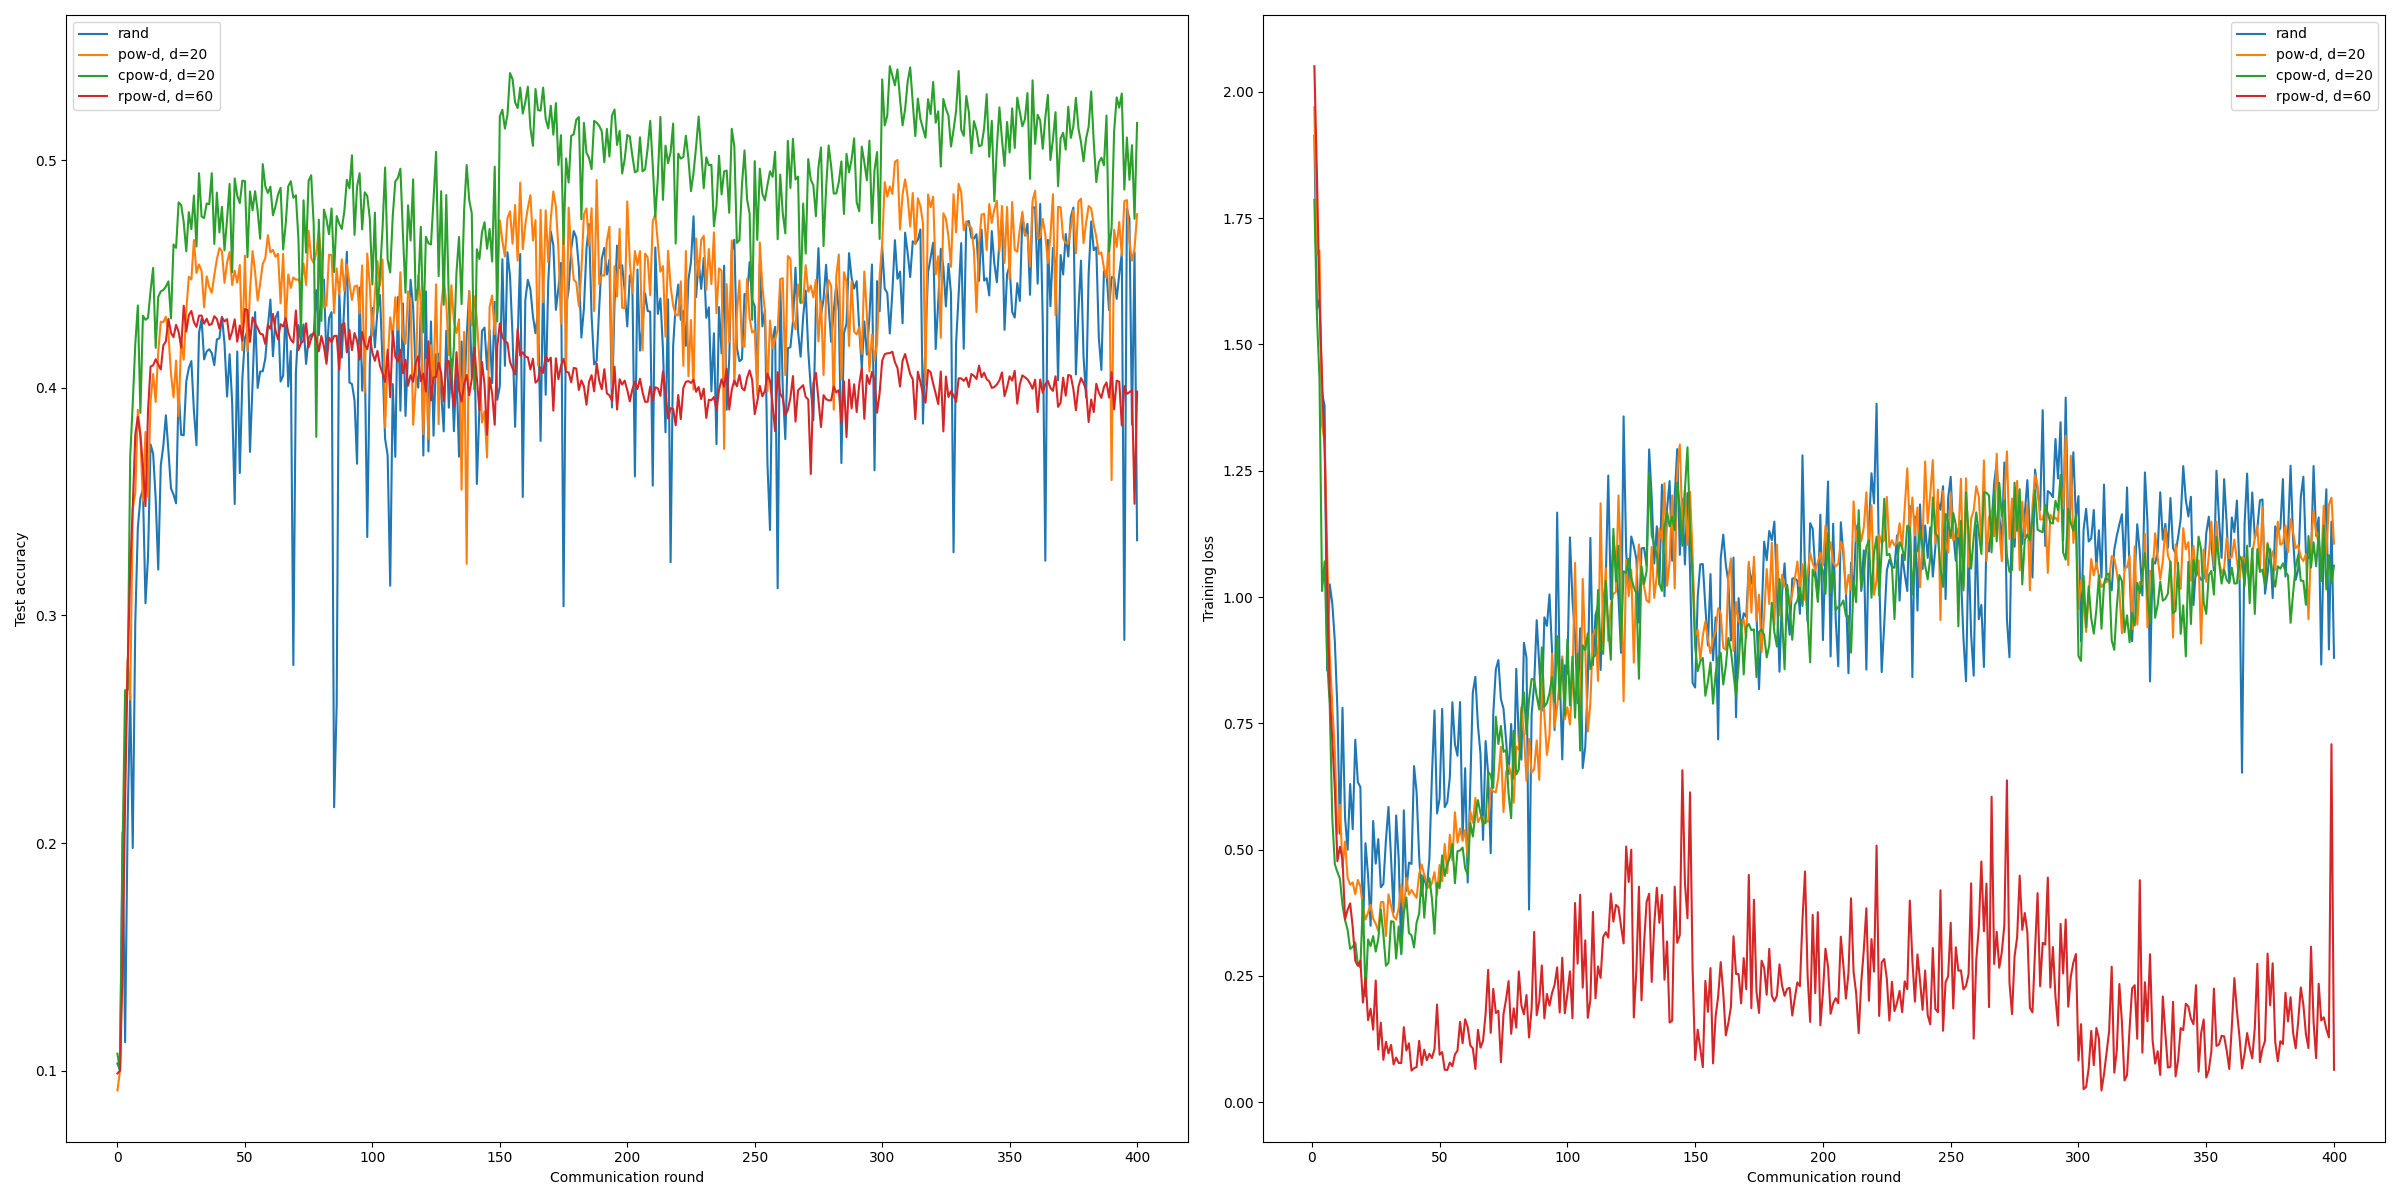 rand
pow-d, d=20
cpow-d, d=20
rpow-d, d=60
Test accuracy
0.5
0.4
0.3
0.2
0.1
0 50 100 150 200 250 300 350 400
Communication round
rand
pow-d, d=20
cpow-d, d=20
rpow-d, d=60
Training loss
2.00
1.75
1.50
1.25
1.00
0.75
0.50
0.25
0.00
0 50 100 150 200 250 300 350 400
Communication round